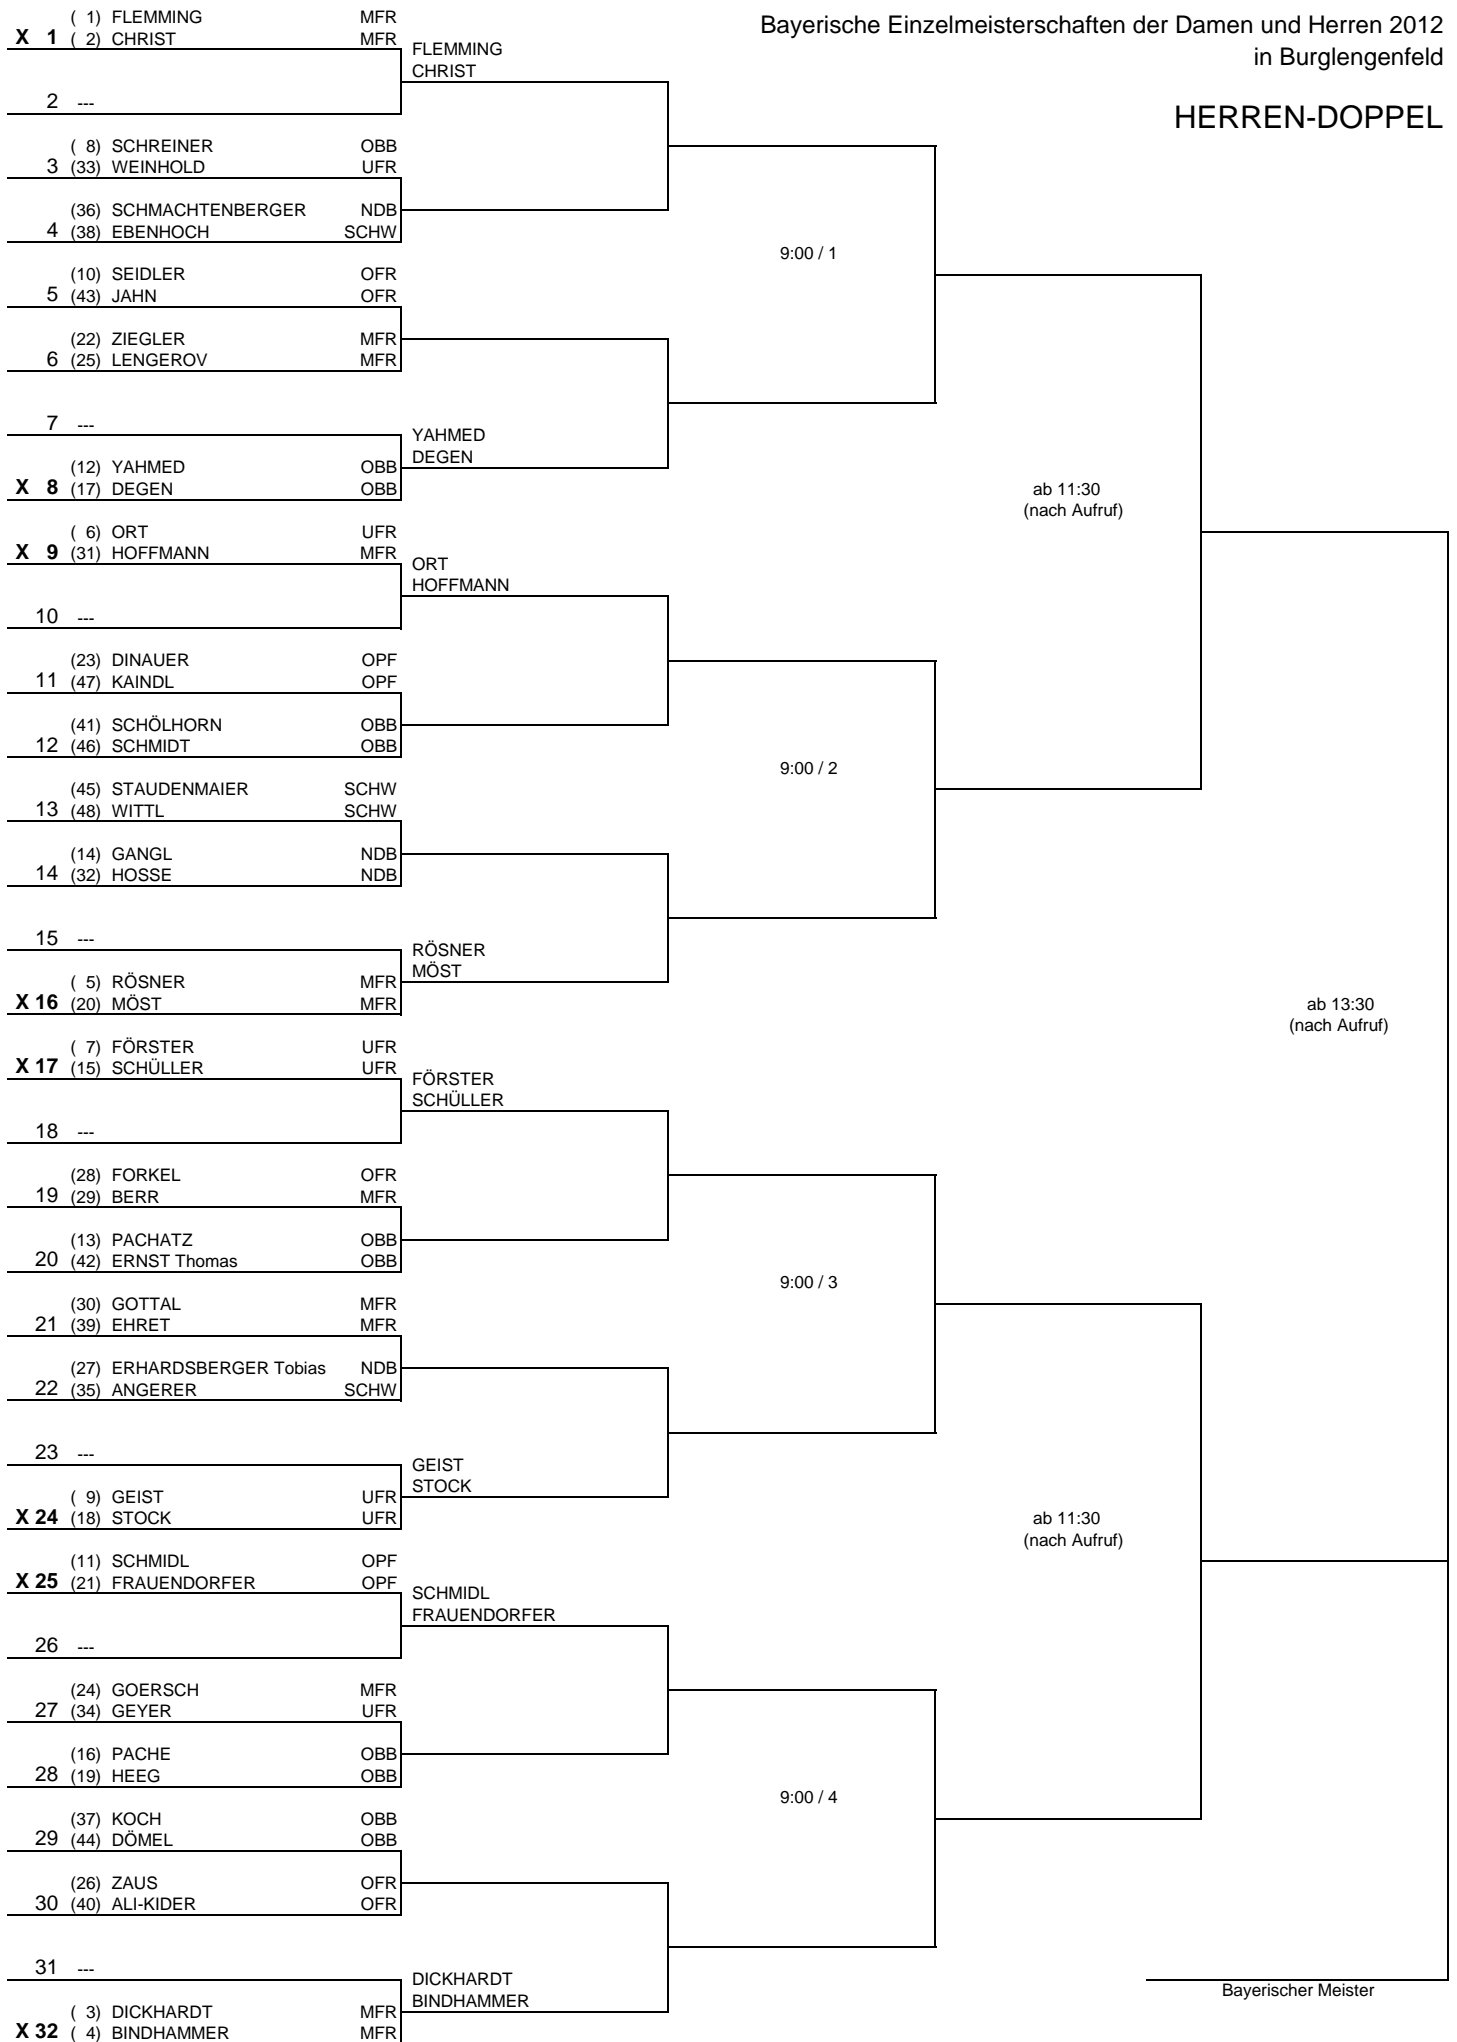 Bayerische Einzelmeisterschaften der Damen und Herren 2012
in Burglengenfeld
HERREN-DOPPEL
( 1) FLEMMING MFR
X 1 ( 2) CHRIST MFR
FLEMMING
CHRIST
2 ---
( 8) SCHREINER OBB
3 (33) WEINHOLD UFR
(36) SCHMACHTENBERGER NDB
4 (38) EBENHOCH SCHW
9:00 / 1
(10) SEIDLER OFR
5 (43) JAHN OFR
(22) ZIEGLER MFR
6 (25) LENGEROV MFR
7 ---
YAHMED
DEGEN
(12) YAHMED OBB
X 8 (17) DEGEN OBB
ab 11:30
(nach Aufruf)
( 6) ORT UFR
X 9 (31) HOFFMANN MFR
ORT
HOFFMANN
10 ---
(23) DINAUER OPF
11 (47) KAINDL OPF
(41) SCHÖLHORN OBB
12 (46) SCHMIDT OBB
9:00 / 2
(45) STAUDENMAIER SCHW
13 (48) WITTL SCHW
(14) GANGL NDB
14 (32) HOSSE NDB
15 ---
RÖSNER
MÖST
( 5) RÖSNER MFR
X 16 (20) MÖST MFR
ab 13:30
(nach Aufruf)
( 7) FÖRSTER UFR
X 17 (15) SCHÜLLER UFR
FÖRSTER
SCHÜLLER
18 ---
(28) FORKEL OFR
19 (29) BERR MFR
(13) PACHATZ OBB
20 (42) ERNST Thomas OBB
9:00 / 3
(30) GOTTAL MFR
21 (39) EHRET MFR
(27) ERHARDSBERGER Tobias NDB
22 (35) ANGERER SCHW
23 ---
GEIST
STOCK
( 9) GEIST UFR
X 24 (18) STOCK UFR
ab 11:30
(nach Aufruf)
(11) SCHMIDL OPF
X 25 (21) FRAUENDORFER OPF
SCHMIDL
FRAUENDORFER
26 ---
(24) GOERSCH MFR
27 (34) GEYER UFR
(16) PACHE OBB
28 (19) HEEG OBB
9:00 / 4
(37) KOCH OBB
29 (44) DÖMEL OBB
(26) ZAUS OFR
30 (40) ALI-KIDER OFR
31 ---
DICKHARDT
BINDHAMMER
Bayerischer Meister
( 3) DICKHARDT MFR
X 32 ( 4) BINDHAMMER MFR